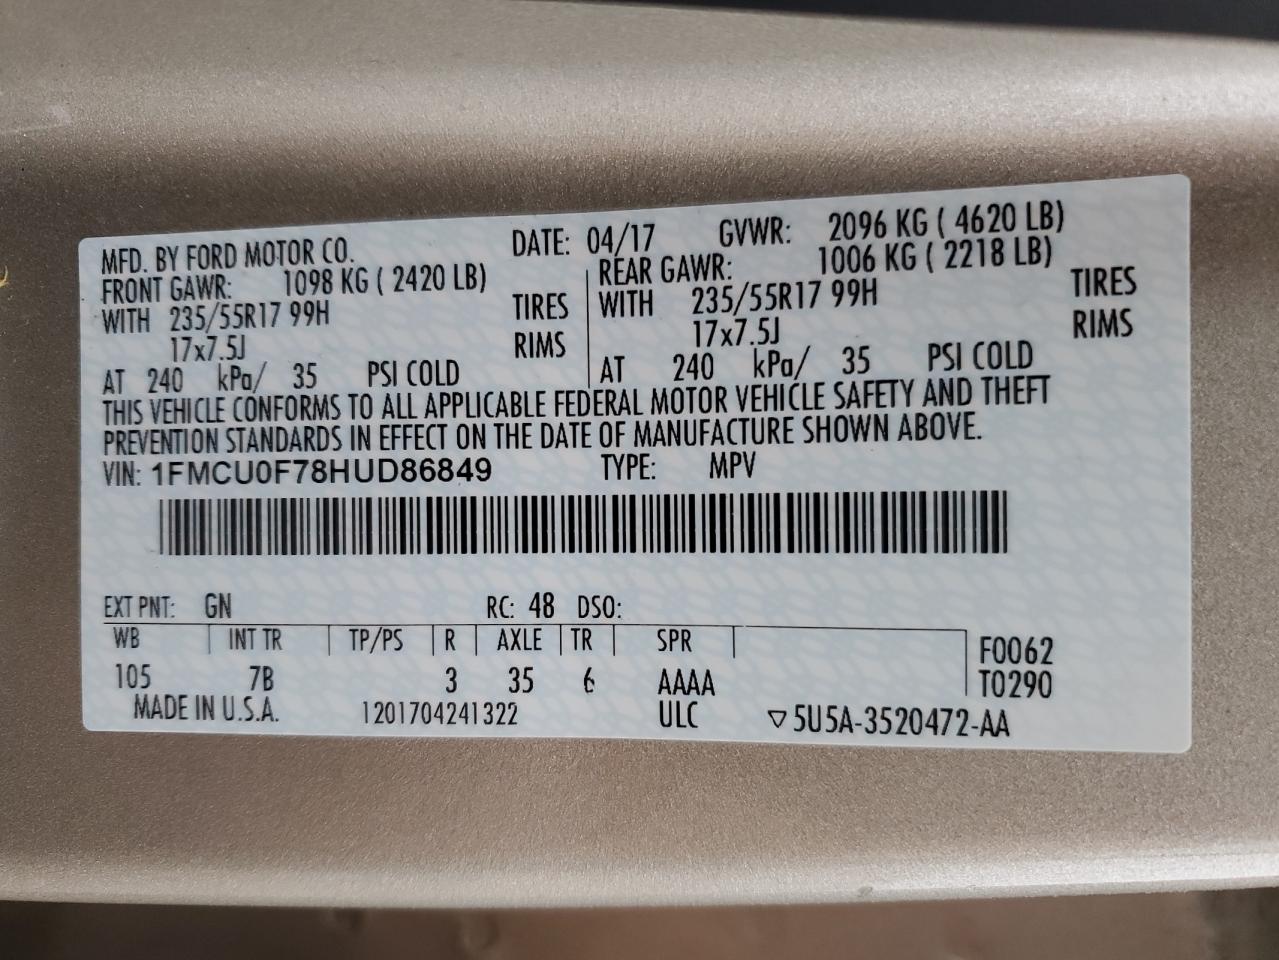 MFD. BY FORD MOTOR CO. DATE: 04/17 GVWR: 2096 KG ( 4620 LB)
FRONT GAWR: 1098 KG ( 2420 LB) REAR GAWR: 1006 KG ( 2218 LB)
WITH 235/55R17 99H TIRES WITH 235/55R17 99H TIRES
17x7.5J RIMS 17x7.5J RIMS
AT 240 kPa/ 35 PSI COLD AT 240 kPa/ 35 PSI COLD
THIS VEHICLE CONFORMS TO ALL APPLICABLE FEDERAL MOTOR VEHICLE SAFETY AND THEFT
PREVENTION STANDARDS IN EFFECT ON THE DATE OF MANUFACTURE SHOWN ABOVE.
VIN: 1FMCU0F78HUD86849 TYPE: MPV
EXT PNT: GN RC: 48 DSO:
WB INT TR TP/PS R AXLE TR SPR F0062
105 7B 3 35 6 AAAA T0290
MADE IN U.S.A. 1201704241322 ULC ▽5U5A-3520472-AA